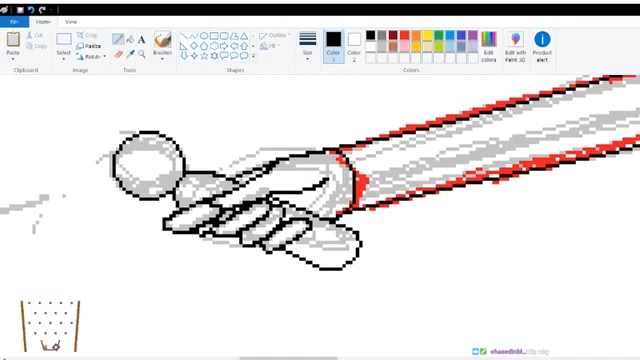 File Home View
Cut
Copy
Paste
Clipboard
Crop
Resize
Rotate
Select
Image
Tools
Brushes
Outline
Fill
Shapes
Size
Color 1
Color 2
Edit colors
Colors
Edit with Paint 3D
Product alert